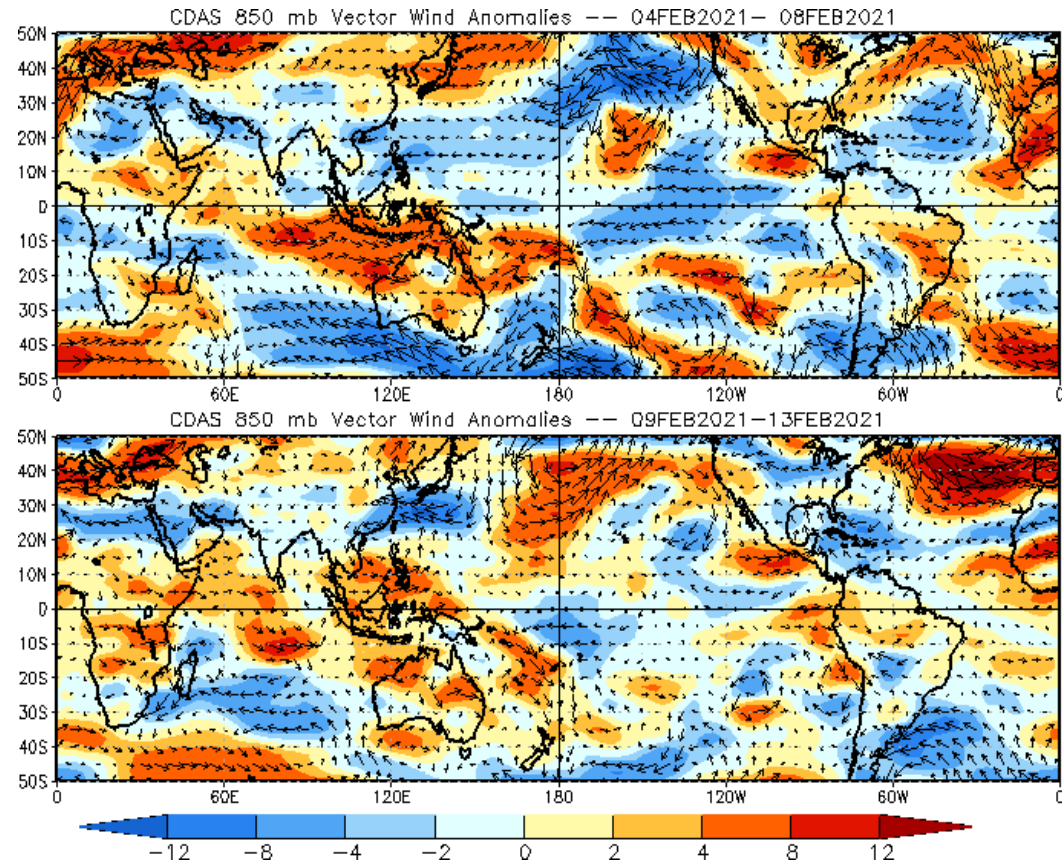 CDAS 850 mb Vector Wind Anomalies -- 04FEB2021- 08FEB2021
50N
40N
30N
20N
10N
0
10S
20S
30S
40S
50S
0 60E 120E 180 120W 60W 0
CDAS 850 mb Vector Wind Anomalies -- 09FEB2021-13FEB2021
50N
40N
30N
20N
10N
0
10S
20S
30S
40S
50S
0 60E 120E 180 120W 60W 0
-12 -8 -4 -2 0 2 4 8 12